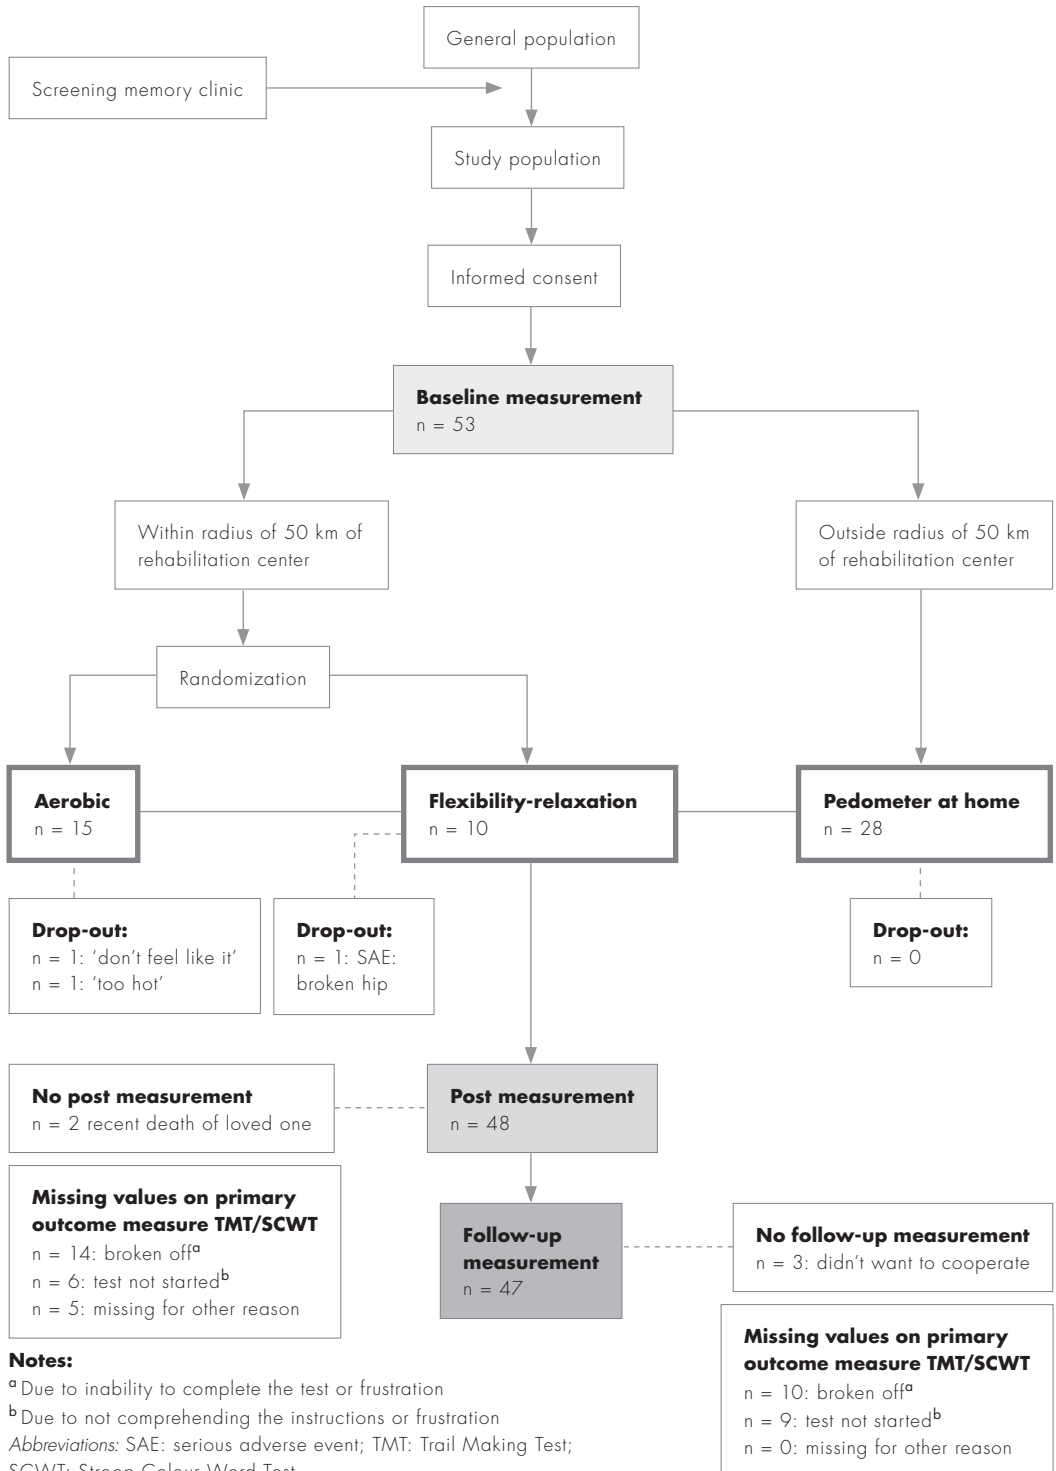 General population
Screening memory clinic
Study population
Informed consent
Baseline measurement
n = 53
Within radius of 50 km of
rehabilitation center
Outside radius of 50 km
of rehabilitation center
Randomization
Aerobic
n = 15
Flexibility-relaxation
n = 10
Pedometer at home
n = 28
Drop-out:
n = 1: ‘don’t feel like it’
n = 1: ‘too hot’
Drop-out:
n = 1: SAE:
broken hip
Drop-out:
n = 0
No post measurement
n = 2 recent death of loved one
Post measurement
n = 48
Missing values on primary
outcome measure TMT/SCWT
n = 14: broken offᵃ
n = 6: test not startedᵇ
n = 5: missing for other reason
Follow-up
measurement
n = 47
No follow-up measurement
n = 3: didn’t want to cooperate
Missing values on primary
outcome measure TMT/SCWT
n = 10: broken offᵃ
n = 9: test not startedᵇ
n = 0: missing for other reason
Notes:
ᵃ Due to inability to complete the test or frustration
ᵇ Due to not comprehending the instructions or frustration
Abbreviations: SAE: serious adverse event; TMT: Trail Making Test;
SCWT: Stroop Colour Word Test